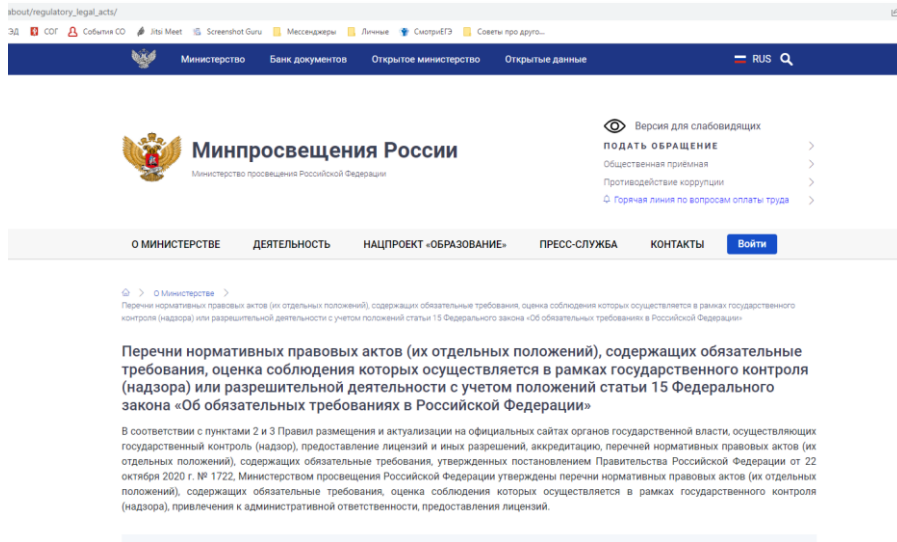 about/regulatory_legal_acts/
ЭД СОГ События СО Jitsi Meet Screenshot Guru Мессенджеры Личные СмотриЕГЭ Советы про друго...
Министерство Банк документов Открытое министерство Открытые данные RUS
Версия для слабовидящих
ПОДАТЬ ОБРАЩЕНИЕ
Общественная приемная
Противодействие коррупции
Горячая линия по вопросам оплаты труда
Минпросвещения России
Министерство просвещения Российской Федерации
О МИНИСТЕРСТВЕ ДЕЯТЕЛЬНОСТЬ НАЦПРОЕКТ «ОБРАЗОВАНИЕ» ПРЕСС-СЛУЖБА КОНТАКТЫ Войти
О Министерстве
Перечни нормативных правовых актов (их отдельных положений), содержащих обязательные требования, оценка соблюдения которых осуществляется в рамках государственного
контроля (надзора) или разрешительной деятельности с учетом положений статьи 15 Федерального закона «Об обязательных требованиях в Российской Федерации»
Перечни нормативных правовых актов (их отдельных положений), содержащих обязательные
требования, оценка соблюдения которых осуществляется в рамках государственного контроля
(надзора) или разрешительной деятельности с учетом положений статьи 15 Федерального
закона «Об обязательных требованиях в Российской Федерации»
В соответствии с пунктами 2 и 3 Правил размещения и актуализации на официальных сайтах органов государственной власти, осуществляющих
государственный контроль (надзор), предоставление лицензий и иных разрешений, аккредитацию, перечней нормативных правовых актов (их
отдельных положений), содержащих обязательные требования, утвержденных постановлением Правительства Российской Федерации от 22
октября 2020 г. № 1722, Министерством просвещения Российской Федерации утверждены перечни нормативных правовых актов (их отдельных
положений), содержащих обязательные требования, оценка соблюдения которых осуществляется в рамках государственного контроля
(надзора), привлечения к административной ответственности, предоставления лицензий.